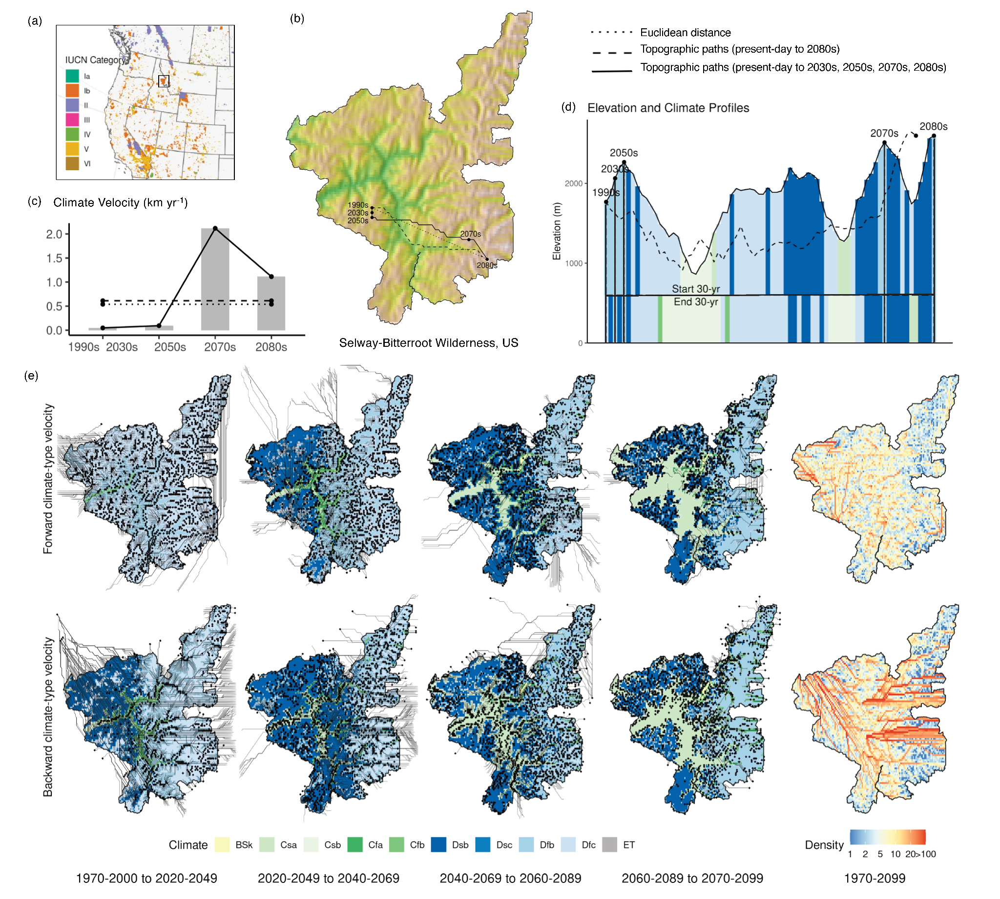 (a)
IUCN Category
Ia
Ib
II
III
IV
V
VI
(b)
1990s
2030s
2050s
2070s
2080s
Selway-Bitterroot Wilderness, US
Euclidean distance
Topographic paths (present-day to 2080s)
Topographic paths (present-day to 2030s, 2050s, 2070s, 2080s)
(c) Climate Velocity (km yr-1)
2.0
1.5
1.0
0.5
0.0
1990s 2030s 2050s 2070s 2080s
(d) Elevation and Climate Profiles
Elevation (m)
2000
1000
0
1990s
2030s
2050s
2070s
2080s
Start 30-yr
End 30-yr
(e)
Forward climate-type velocity
Backward climate-type velocity
Climate BSk Csa Csb Cfa Cfb Dsb Dsc Dfb Dfc ET
Density
1 2 5 10 20>100
1970-2000 to 2020-2049
2020-2049 to 2040-2069
2040-2069 to 2060-2089
2060-2089 to 2070-2099
1970-2099